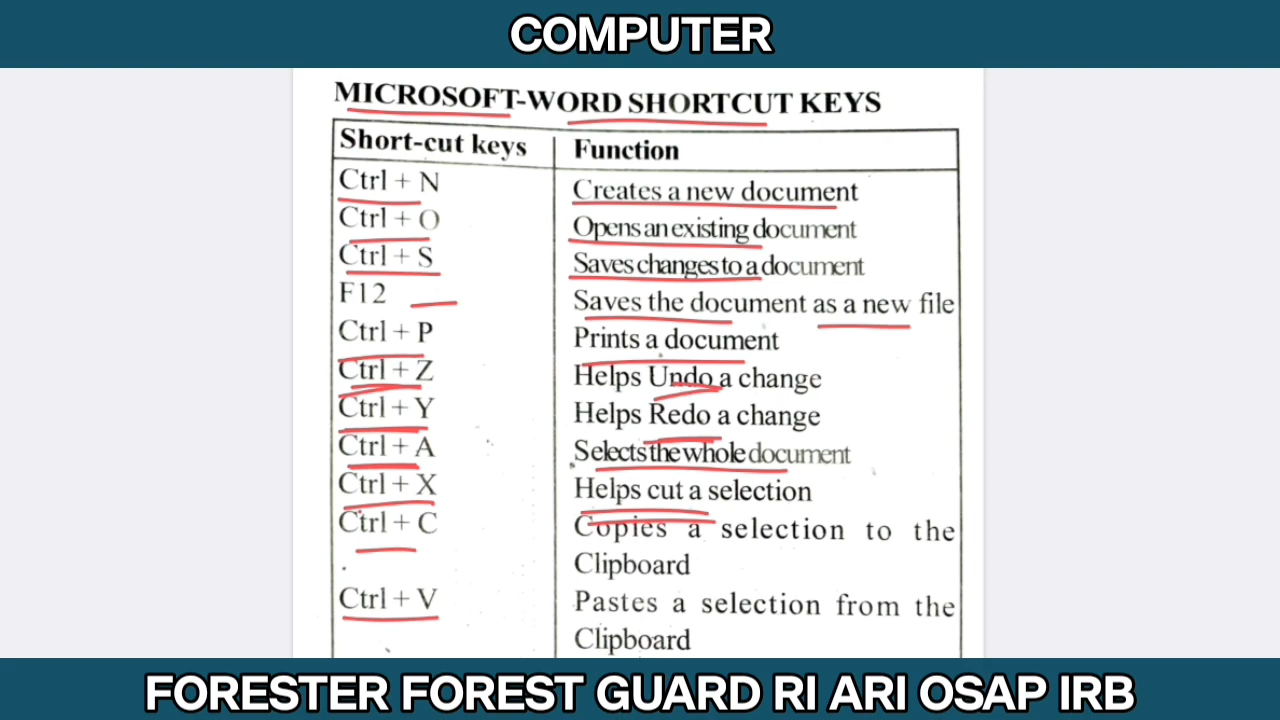 COMPUTER
MICROSOFT-WORD SHORTCUT KEYS
Short-cut keys Function
Ctrl + N Creates a new document
Ctrl + O Opens an existing document
Ctrl + S Saves changes to a document
F12 Saves the document as a new file
Ctrl + P Prints a document
Ctrl + Z Helps Undo a change
Ctrl + Y Helps Redo a change
Ctrl + A Selects the whole document
Ctrl + X Helps cut a selection
Ctrl + C Copies a selection to the
Clipboard
Ctrl + V Pastes a selection from the
Clipboard
FORESTER FOREST GUARD RI ARI OSAP IRB